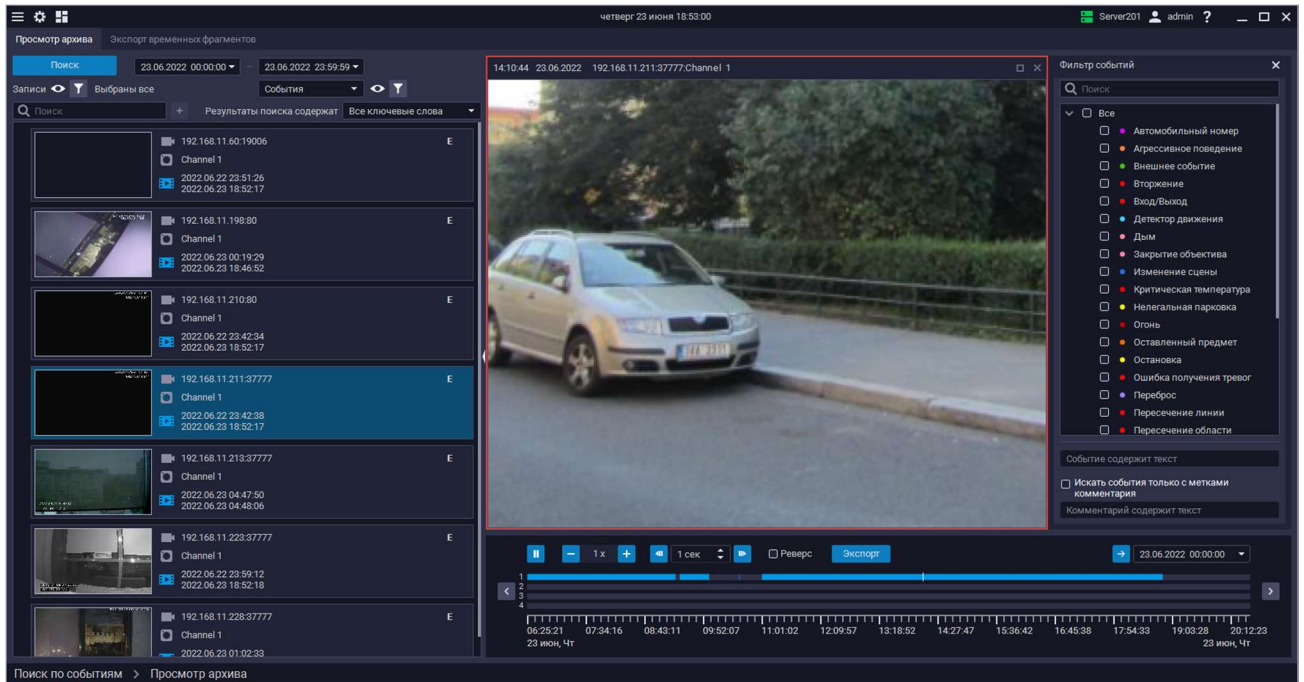 четверг 23 июня 18:53:00
Server201 admin ?
Просмотр архива Экспорт временных фрагментов
Поиск 23.06.2022 00:00:00 – 23.06.2022 23:59:59
Записи Выбраны все События
Поиск + Результаты поиска содержат Все ключевые слова
192.168.11.60:19006 E
Channel 1
2022.06.22 23:51:26
2022.06.23 18:52:17
192.168.11.198:80 E
Channel 1
2022.06.23 00:19:29
2022.06.23 18:46:52
192.168.11.210:80 E
Channel 1
2022.06.22 23:42:34
2022.06.23 18:52:17
192.168.11.211:37777 E
Channel 1
2022.06.22 23:42:38
2022.06.23 18:52:17
192.168.11.213:37777 E
Channel 1
2022.06.23 04:47:50
2022.06.23 04:48:06
192.168.11.223:37777 E
Channel 1
2022.06.22 23:59:12
2022.06.23 18:52:18
192.168.11.228:37777 E
Channel 1
2022.06.23 01:02:33
14:10:44 23.06.2022 192.168.11.211:37777:Channel 1
Фильтр событий
Поиск
Все
Автомобильный номер
Агрессивное поведение
Внешнее событие
Вторжение
Вход/Выход
Детектор движения
Дым
Закрытие объектива
Изменение сцены
Критическая температура
Нелегальная парковка
Огонь
Оставленный предмет
Остановка
Ошибка получения тревог
Переброс
Пересечение линии
Пересечение области
Событие содержит текст
Искать события только с метками
комментария
Комментарий содержит текст
1 x 1 сек Реверс Экспорт 23.06.2022 00:00:00
1
2
3
4
06:25:21 07:34:16 08:43:11 09:52:07 11:01:02 12:09:57 13:18:52 14:27:47 15:36:42 16:45:38 17:54:33 19:03:28 20:12:23
23 июн, Чт 23 июн, Чт
Поиск по событиям > Просмотр архива